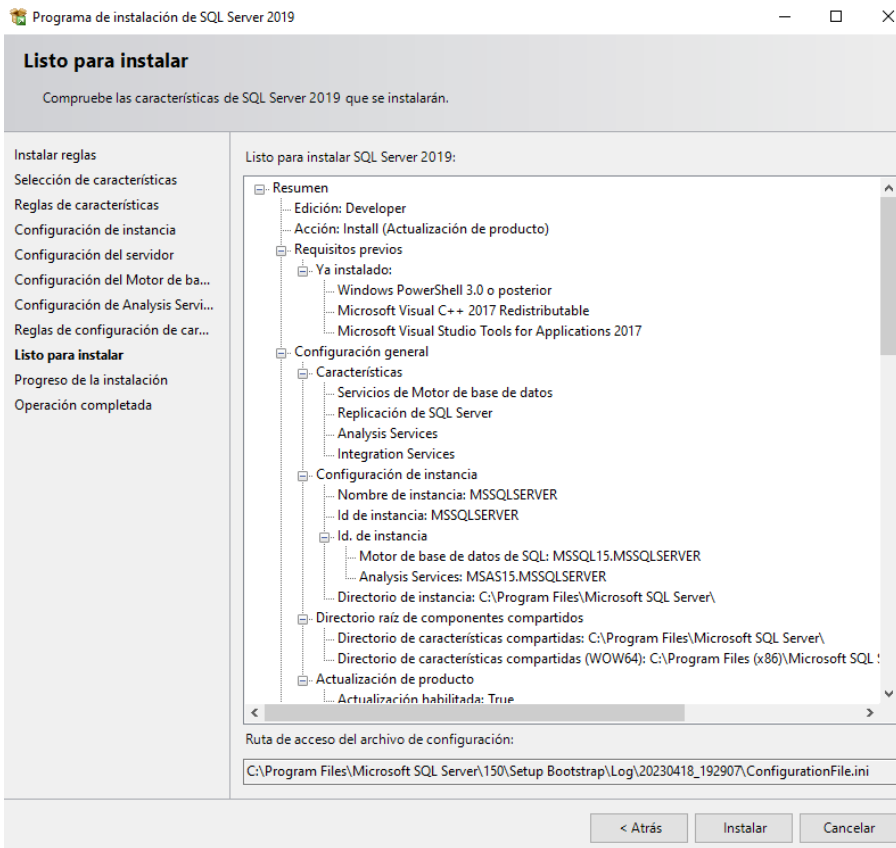 Programa de instalación de SQL Server 2019
Listo para instalar
Compruebe las características de SQL Server 2019 que se instalarán.
Instalar reglas
Selección de características
Reglas de características
Configuración de instancia
Configuración del servidor
Configuración del Motor de ba...
Configuración de Analysis Servi...
Reglas de configuración de car...
Listo para instalar
Progreso de la instalación
Operación completada
Listo para instalar SQL Server 2019:
Resumen
Edición: Developer
Acción: Install (Actualización de producto)
Requisitos previos
Ya instalado:
Windows PowerShell 3.0 o posterior
Microsoft Visual C++ 2017 Redistributable
Microsoft Visual Studio Tools for Applications 2017
Configuración general
Características
Servicios de Motor de base de datos
Replicación de SQL Server
Analysis Services
Integration Services
Configuración de instancia
Nombre de instancia: MSSQLSERVER
Id de instancia: MSSQLSERVER
Id. de instancia
Motor de base de datos de SQL: MSSQL15.MSSQLSERVER
Analysis Services: MSAS15.MSSQLSERVER
Directorio de instancia: C:\Program Files\Microsoft SQL Server\
Directorio raíz de componentes compartidos
Directorio de características compartidas: C:\Program Files\Microsoft SQL Server\
Directorio de características compartidas (WOW64): C:\Program Files (x86)\Microsoft SQL
Actualización de producto
Actualización habilitada: True
Ruta de acceso del archivo de configuración:
C:\Program Files\Microsoft SQL Server\150\Setup Bootstrap\Log\20230418_192907\ConfigurationFile.ini
< Atrás
Instalar
Cancelar